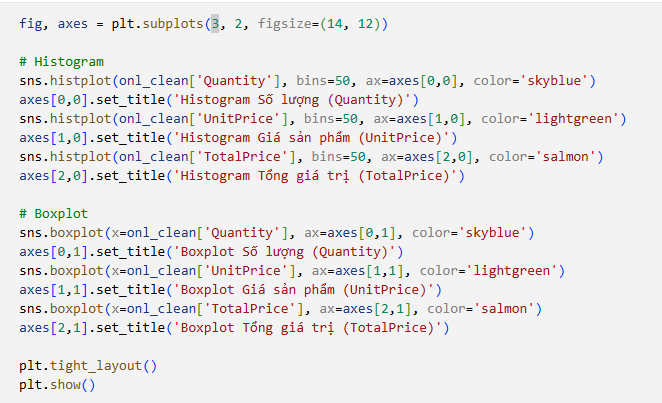 fig, axes = plt.subplots(3, 2, figsize=(14, 12))
# Histogram
sns.histplot(onl_clean['Quantity'], bins=50, ax=axes[0,0], color='skyblue')
axes[0,0].set_title('Histogram Số lượng (Quantity)')
sns.histplot(onl_clean['UnitPrice'], bins=50, ax=axes[1,0], color='lightgreen')
axes[1,0].set_title('Histogram Giá sản phẩm (UnitPrice)')
sns.histplot(onl_clean['TotalPrice'], bins=50, ax=axes[2,0], color='salmon')
axes[2,0].set_title('Histogram Tổng giá trị (TotalPrice)')
# Boxplot
sns.boxplot(x=onl_clean['Quantity'], ax=axes[0,1], color='skyblue')
axes[0,1].set_title('Boxplot Số lượng (Quantity)')
sns.boxplot(x=onl_clean['UnitPrice'], ax=axes[1,1], color='lightgreen')
axes[1,1].set_title('Boxplot Giá sản phẩm (UnitPrice)')
sns.boxplot(x=onl_clean['TotalPrice'], ax=axes[2,1], color='salmon')
axes[2,1].set_title('Boxplot Tổng giá trị (TotalPrice)')
plt.tight_layout()
plt.show()